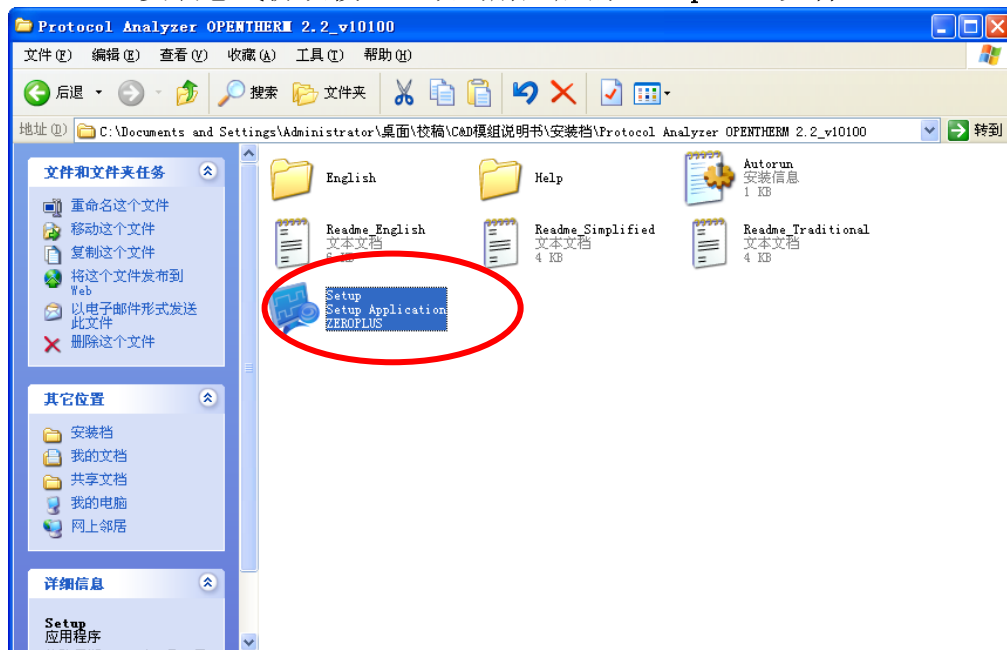 Protocol Analyzer OPENTHERM 2.2_v10100
文件(F) 编辑(E) 查看(V) 收藏(A) 工具(T) 帮助(H)
后退 搜索 文件夹
地址(D) C:\Documents and Settings\Administrator\桌面\校稿\C&D模组说明书\安装档\Protocol Analyzer OPENTHERM 2.2_v10100 转到
文件和文件夹任务
重命名这个文件
移动这个文件
复制这个文件
将这个文件发布到
Web
以电子邮件形式发送
此文件
删除这个文件
其它位置
安装档
我的文档
共享文档
我的电脑
网上邻居
详细信息
Setup
应用程序
English
Help
Autorun
安装信息
1 KB
Readme_English
文本文档
6 KB
Readme_Simplified
文本文档
4 KB
Readme_Traditional
文本文档
4 KB
Setup
Setup Application
ZEROPLUS